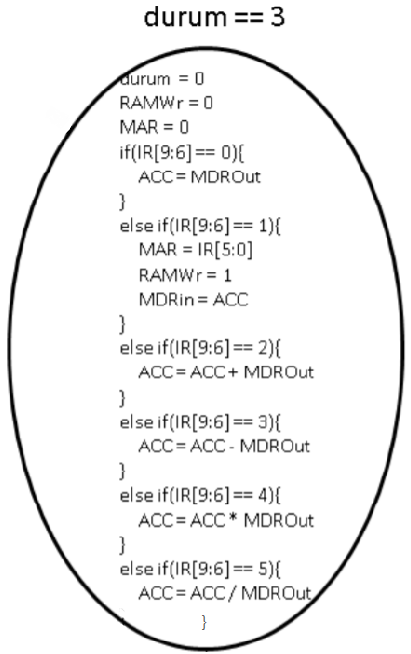 durum == 3
durum = 0
RAMWr = 0
MAR = 0
if(IR[9:6] == 0){
ACC = MDROut
}
else if(IR[9:6] == 1){
MAR = IR[5:0]
RAMWr = 1
MDRin = ACC
}
else if(IR[9:6] == 2){
ACC = ACC + MDROut
}
else if(IR[9:6] == 3){
ACC = ACC - MDROut
}
else if(IR[9:6] == 4){
ACC = ACC * MDROut
}
else if(IR[9:6] == 5){
ACC = ACC / MDROut
}